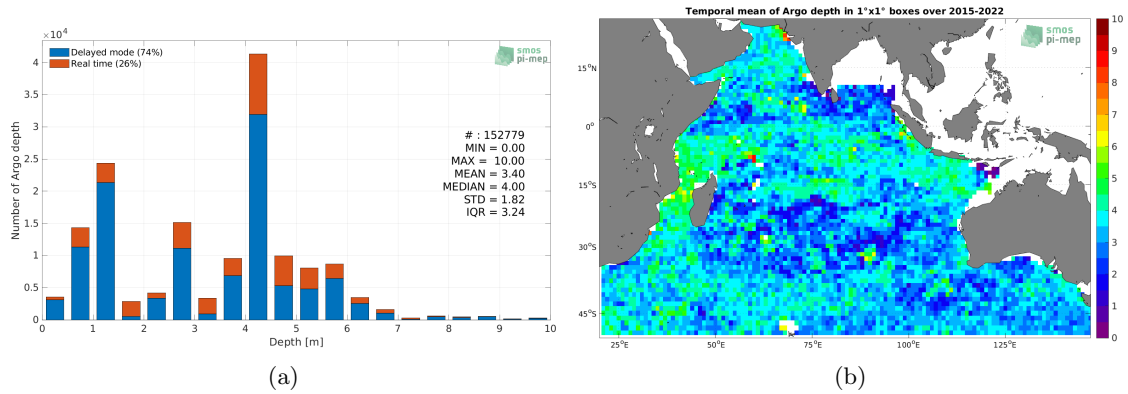 ×10⁴
Delayed mode (74%)
Real time (26%)
smos
pi-mep
4
3.5
3
2.5
2
1.5
1
0.5
0
Number of Argo depth
# : 152779
MIN = 0.00
MAX = 10.00
MEAN = 3.40
MEDIAN = 4.00
STD = 1.82
IQR = 3.24
0 1 2 3 4 5 6 7 8 9 10
Depth [m]
(a)
Temporal mean of Argo depth in 1°x1° boxes over 2015-2022
smos
pi-mep
15°N
0°
15°S
30°S
45°S
25°E 50°E 75°E 100°E 125°E
10
9
8
7
6
5
4
3
2
1
0
(b)